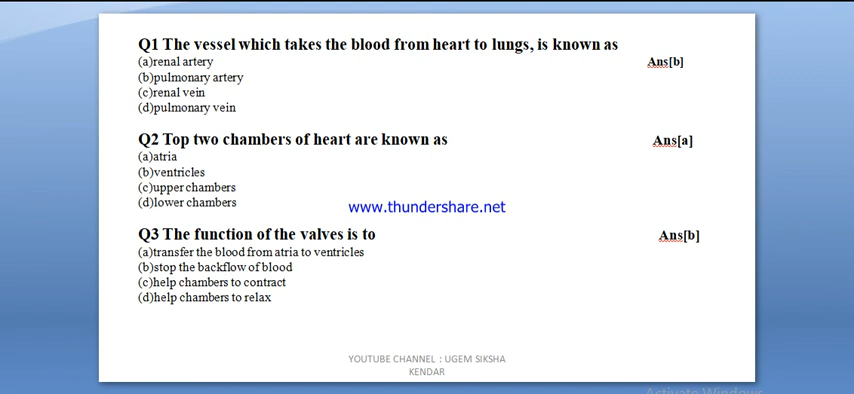 Q1 The vessel which takes the blood from heart to lungs, is known as
(a)renal artery Ans[b]
(b)pulmonary artery
(c)renal vein
(d)pulmonary vein
Q2 Top two chambers of heart are known as Ans[a]
(a)atria
(b)ventricles
(c)upper chambers
(d)lower chambers
www.thundershare.net
Q3 The function of the valves is to Ans[b]
(a)transfer the blood from atria to ventricles
(b)stop the backflow of blood
(c)help chambers to contract
(d)help chambers to relax
YOUTUBE CHANNEL : UGEM SIKSHA
KENDAR
Activate Windows